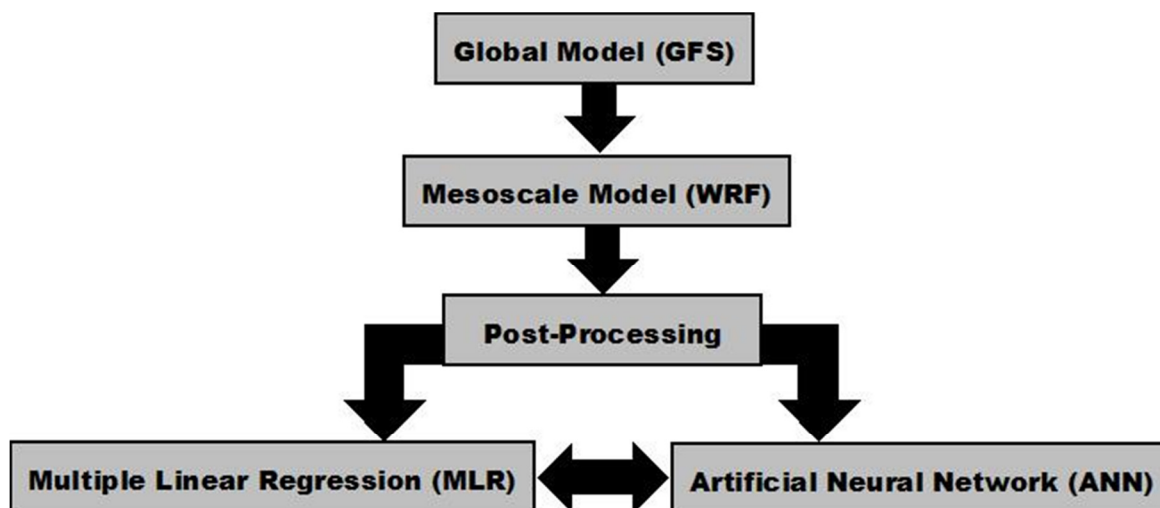 Global Model (GFS)
Mesoscale Model (WRF)
Post-Processing
Multiple Linear Regression (MLR)
Artificial Neural Network (ANN)